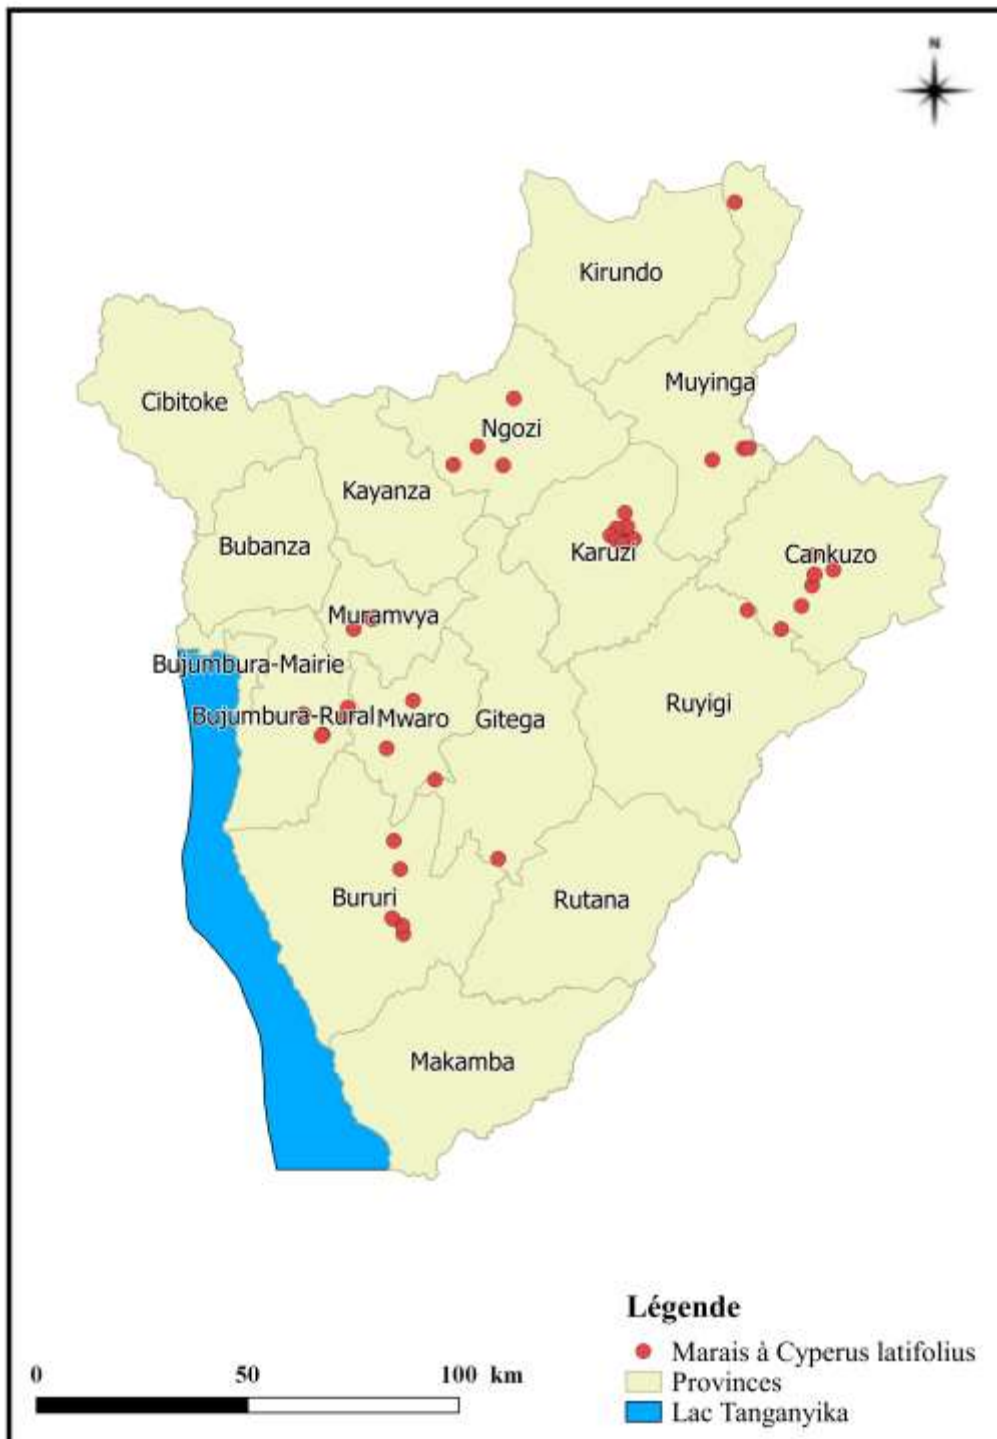 N
Kirundo
Muyinga
Cibitoke
Ngozi
Kayanza
Bubanza
Karuzi
Cankuzo
Muramvya
Bujumbura-Mairie
Ruyigi
Bujumbura-Rural
Mwaro
Gitega
Bururi
Rutana
Makamba
Légende
Marais à Cyperus latifolius
Provinces
Lac Tanganyika
0 50 100 km